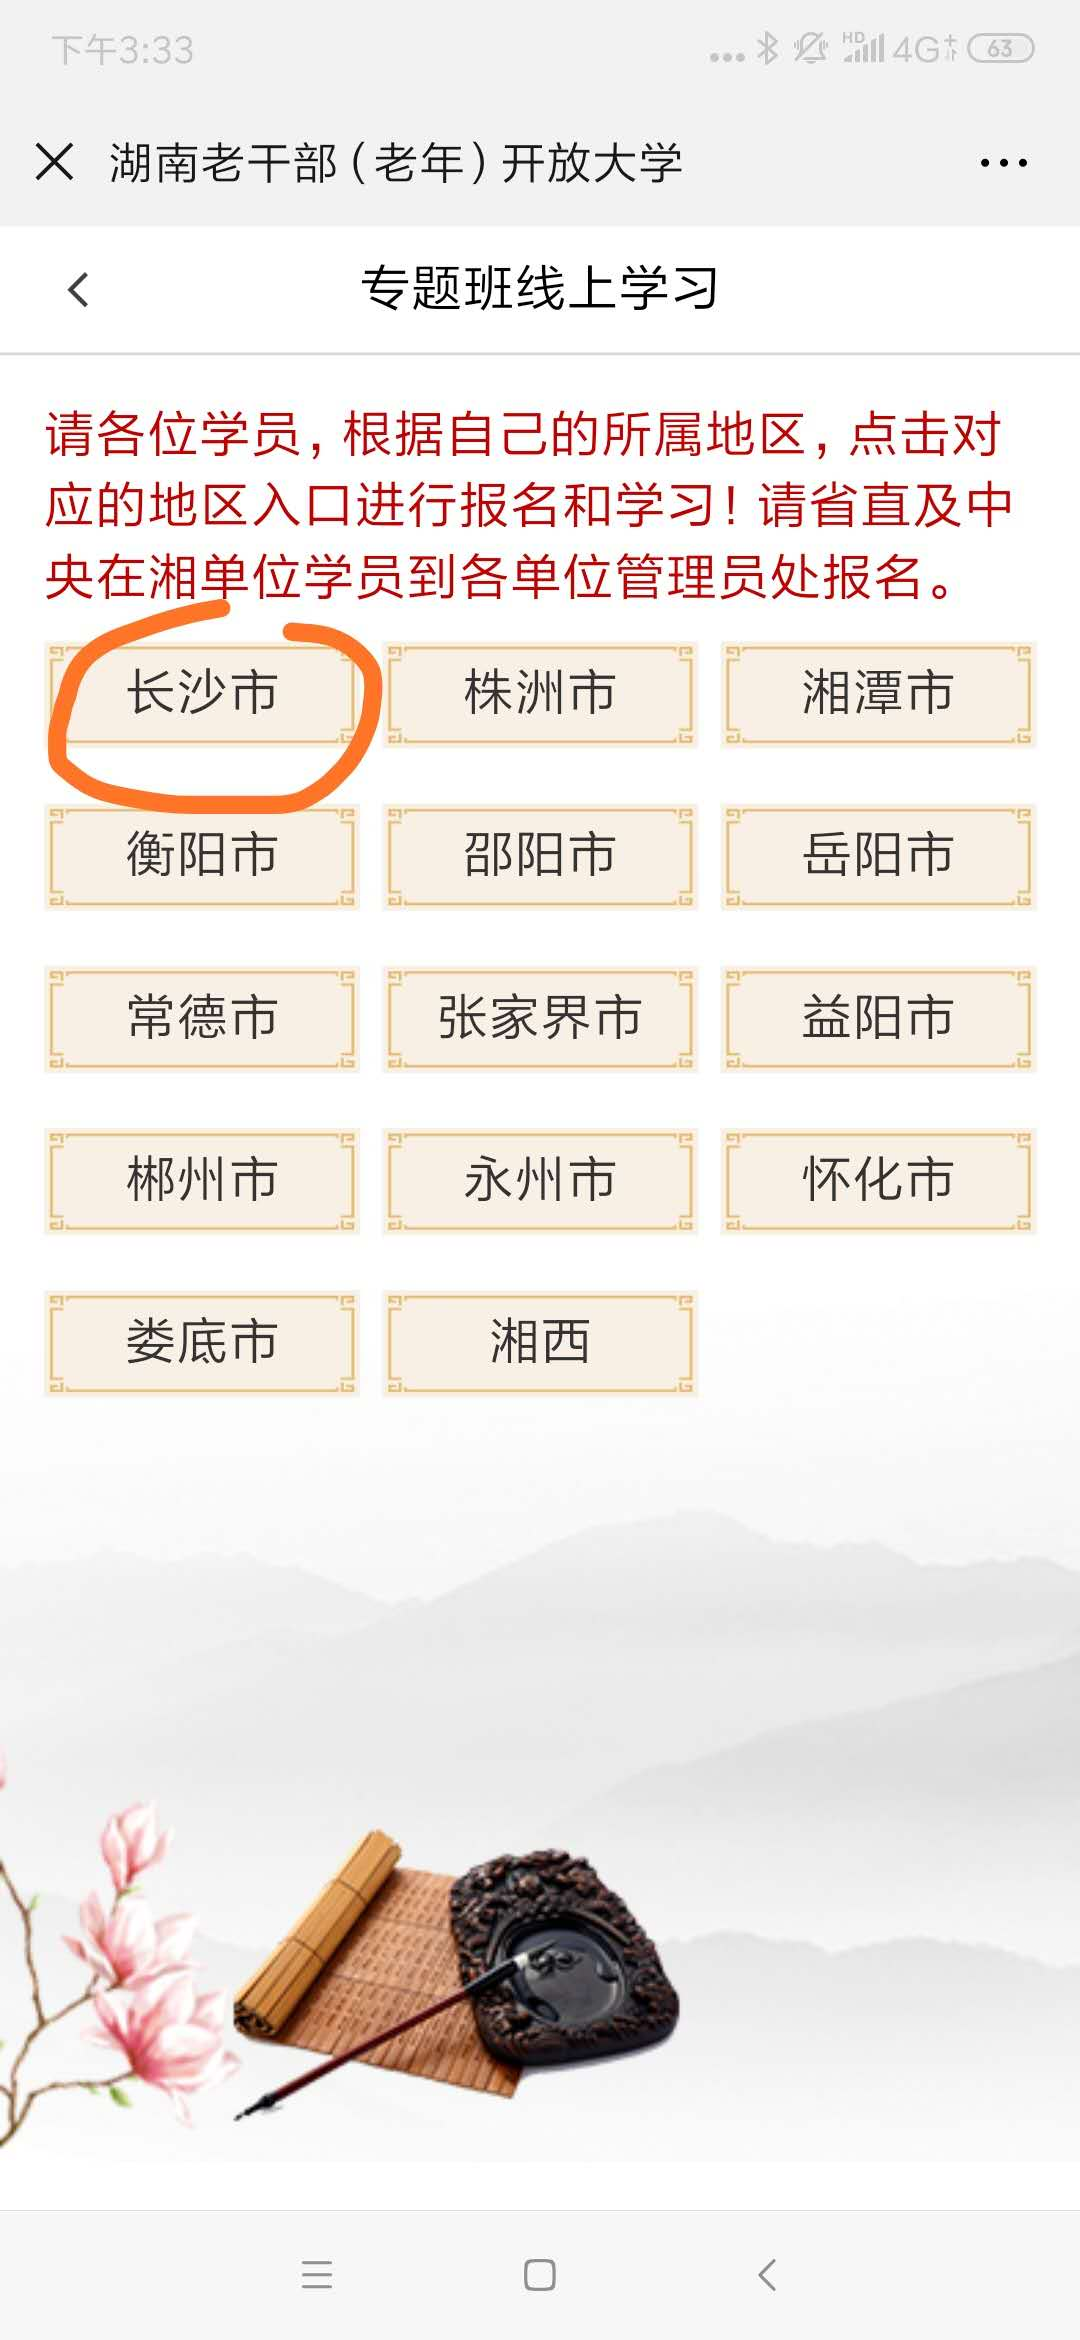 下午3:33
HD 4G+ 63
湖南老干部（老年）开放大学
专题班线上学习
请各位学员，根据自己的所属地区，点击对
应的地区入口进行报名和学习！请省直及中
央在湘单位学员到各单位管理员处报名。
长沙市 株洲市 湘潭市
衡阳市 邵阳市 岳阳市
常德市 张家界市 益阳市
郴州市 永州市 怀化市
娄底市 湘西